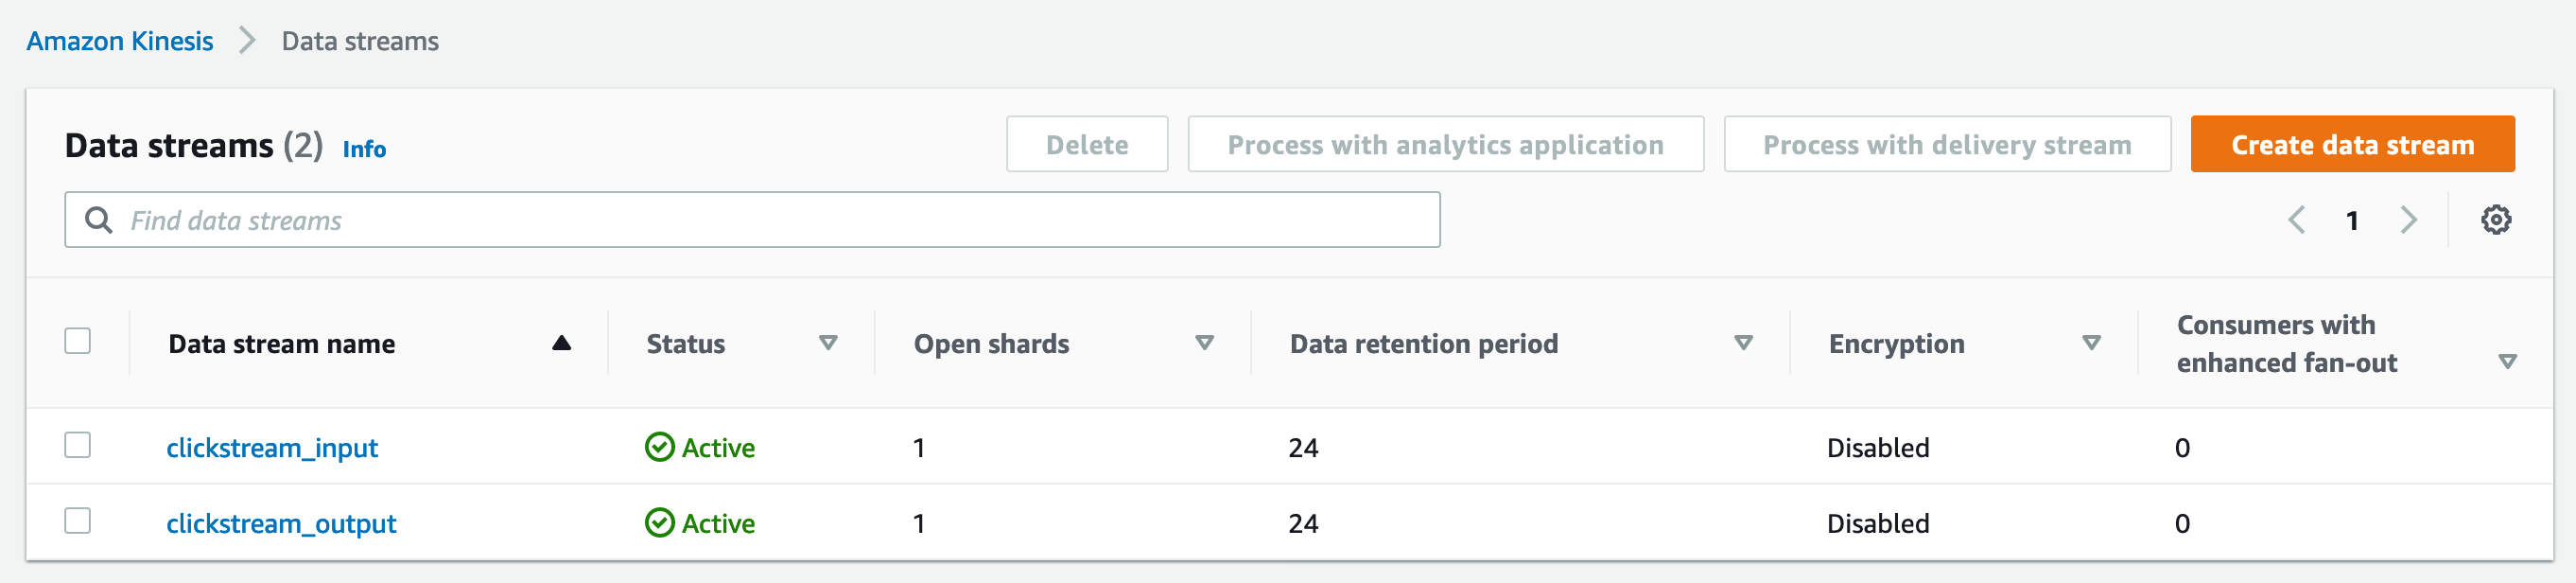 Amazon Kinesis > Data streams
Data streams (2) Info Delete Process with analytics application Process with delivery stream Create data stream
Find data streams 1
Data stream name Status Open shards Data retention period Encryption Consumers with enhanced fan-out
clickstream_input Active 1 24 Disabled 0
clickstream_output Active 1 24 Disabled 0